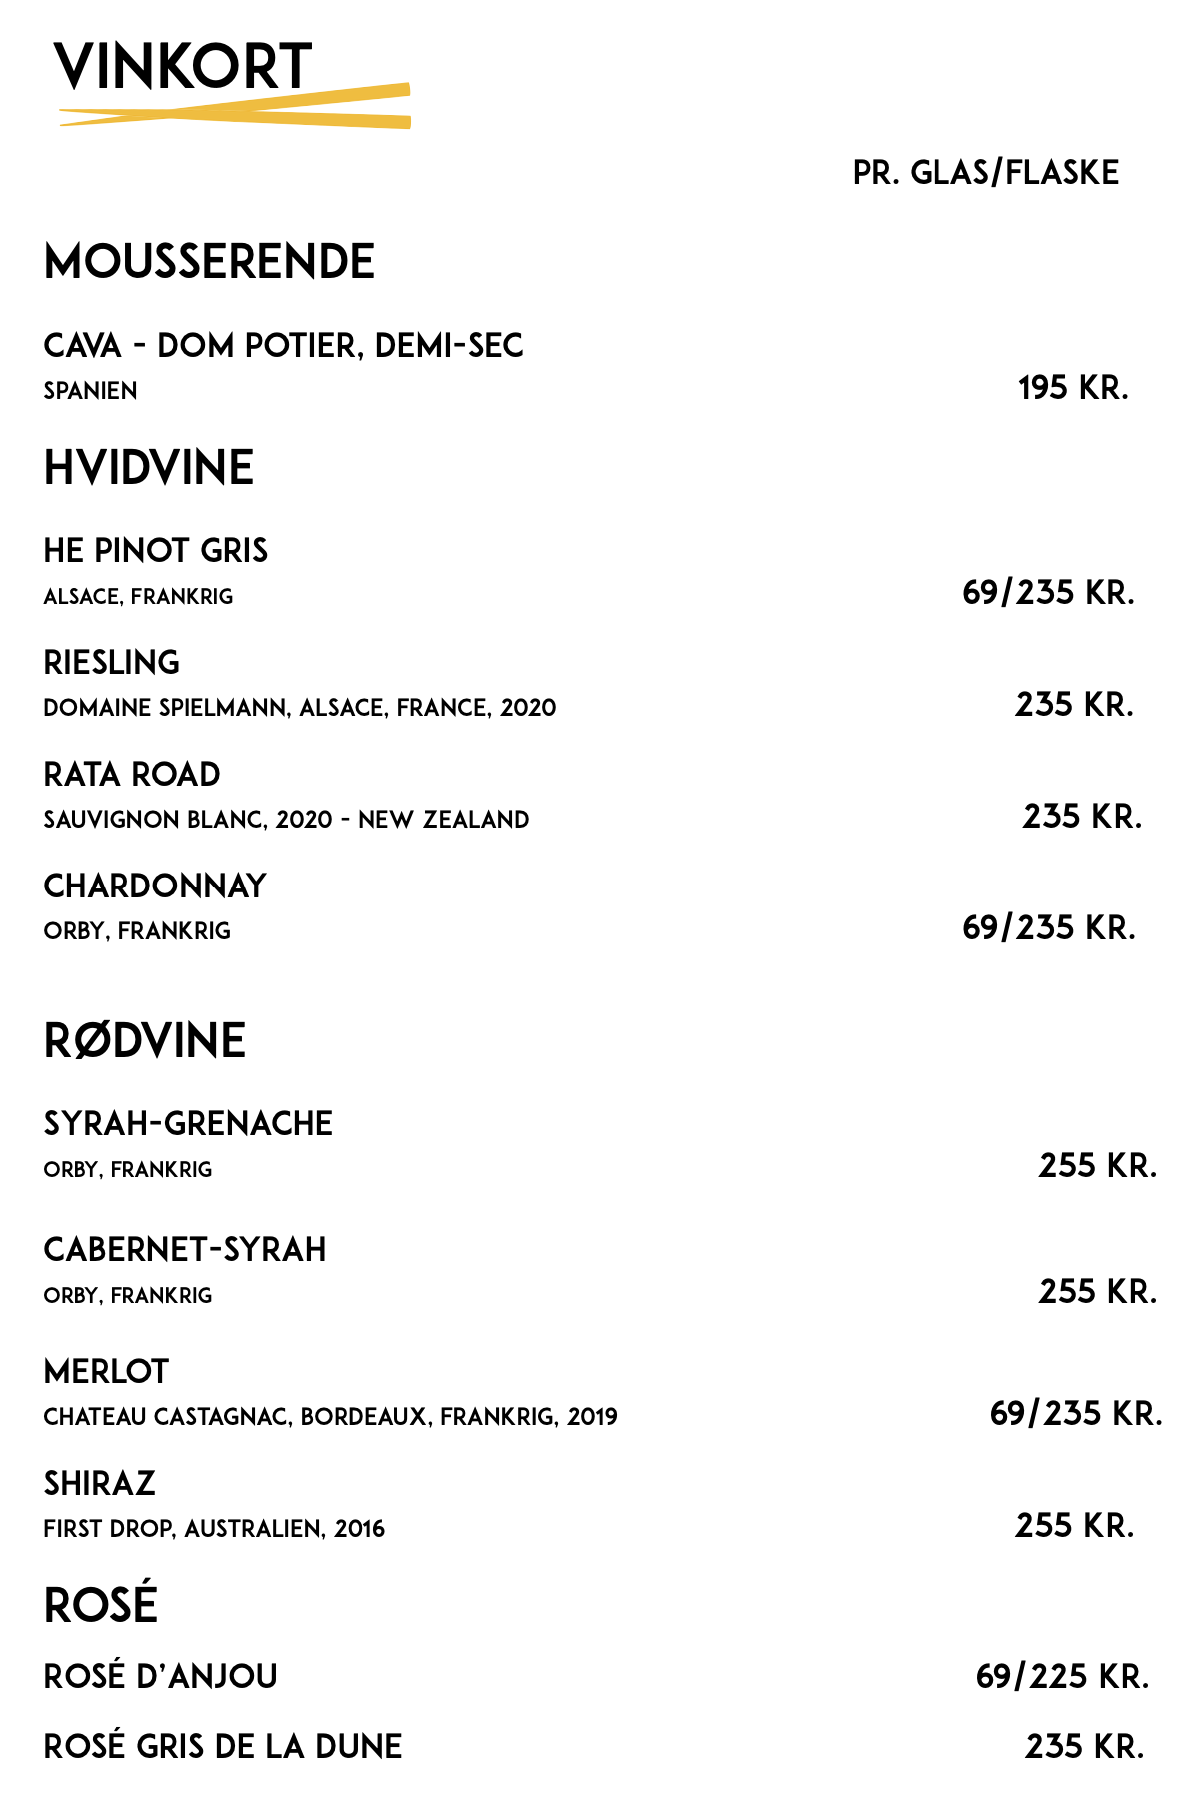 VINKORT
PR. GLAS/FLASKE
MOUSSERENDE
CAVA - DOM POTIER, DEMI-SEC
SPANIEN 195 KR.
HVIDVINE
HE PINOT GRIS
ALSACE, FRANKRIG 69/235 KR.
RIESLING
DOMAINE SPIELMANN, ALSACE, FRANCE, 2020 235 KR.
RATA ROAD
SAUVIGNON BLANC, 2020 - NEW ZEALAND 235 KR.
CHARDONNAY
ORBY, FRANKRIG 69/235 KR.
RØDVINE
SYRAH-GRENACHE
ORBY, FRANKRIG 255 KR.
CABERNET-SYRAH
ORBY, FRANKRIG 255 KR.
MERLOT
CHATEAU CASTAGNAC, BORDEAUX, FRANKRIG, 2019 69/235 KR.
SHIRAZ
FIRST DROP, AUSTRALIEN, 2016 255 KR.
ROSÉ
ROSÉ D'ANJOU 69/225 KR.
ROSÉ GRIS DE LA DUNE 235 KR.